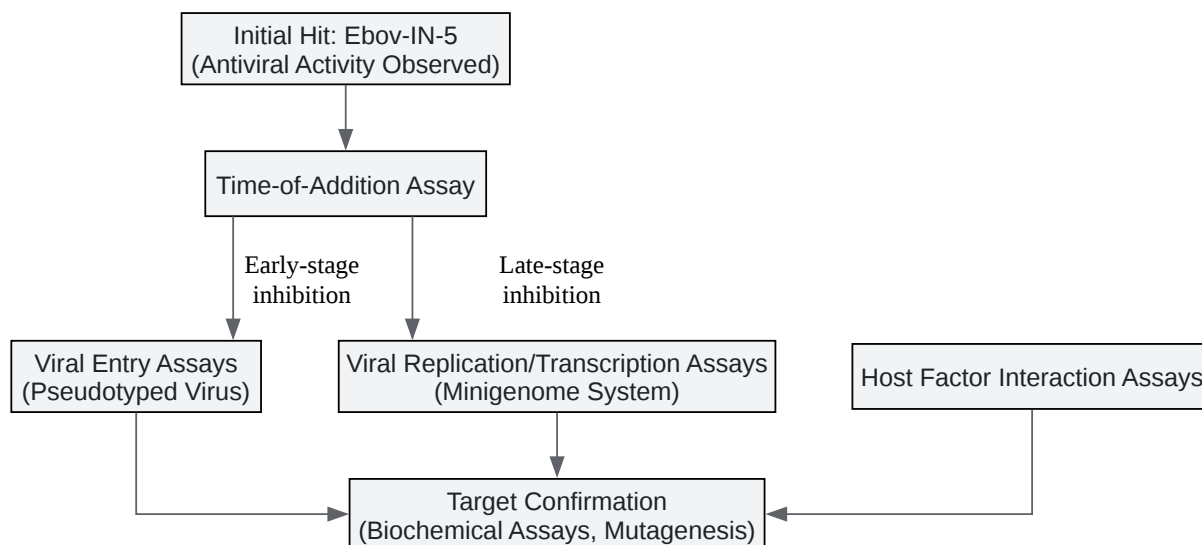 Initial Hit: Ebov-IN-5
(Antiviral Activity Observed)
Time-of-Addition Assay
Early-stage
inhibition
Late-stage
inhibition
Viral Entry Assays
(Pseudotyped Virus)
Viral Replication/Transcription Assays
(Minigenome System)
Host Factor Interaction Assays
Target Confirmation
(Biochemical Assays, Mutagenesis)